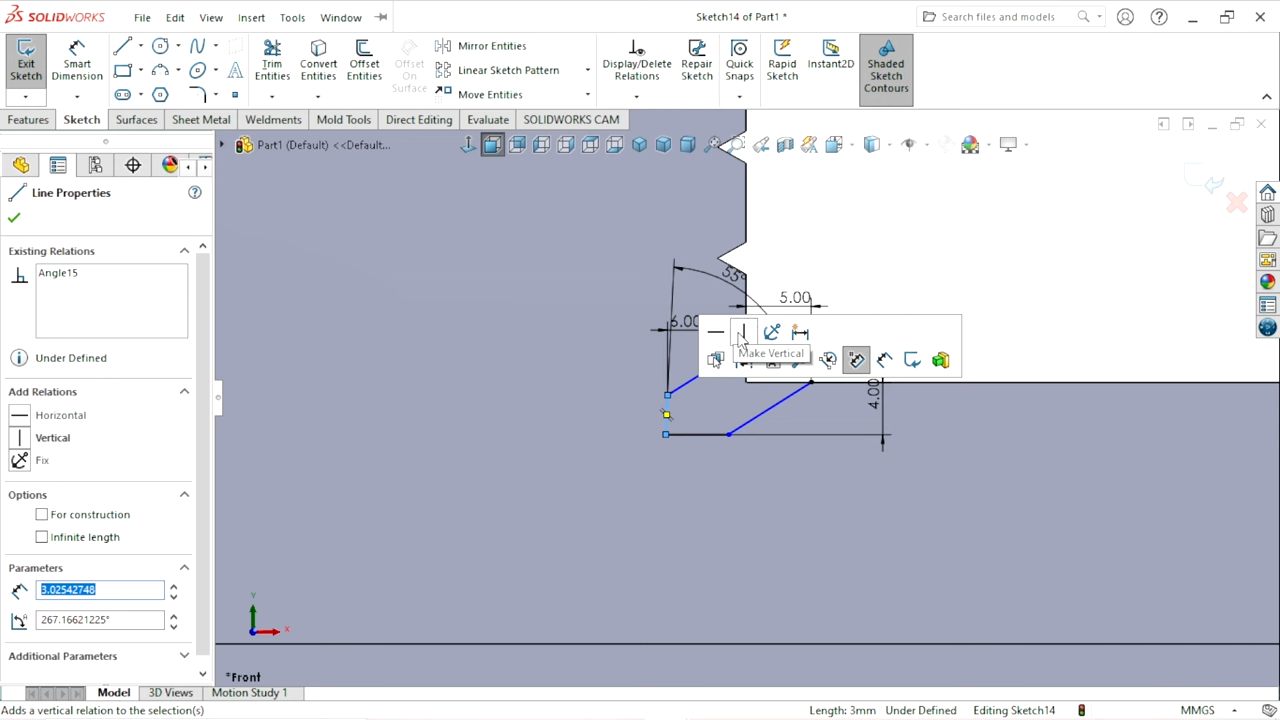 SOLIDWORKS File Edit View Insert Tools Window Sketch14 of Part1 * Search files and models
Exit Sketch
Smart Dimension
Trim Entities
Convert Entities
Offset Entities
Offset On Surface
Mirror Entities
Linear Sketch Pattern
Move Entities
Display/Delete Relations
Repair Sketch
Quick Snaps
Rapid Sketch
Instant2D
Shaded Sketch Contours
Features Sketch Surfaces Sheet Metal Weldments Mold Tools Direct Editing Evaluate SOLIDWORKS CAM
Part1 (Default) <<Default...
Line Properties
Existing Relations
Angle15
Under Defined
Add Relations
Horizontal
Vertical
Fix
Options
For construction
Infinite length
Parameters
3.02542748
267.16621225°
Additional Parameters
55°
5.00
6.00
Make Vertical
4.00
Y
X
*Front
Model 3D Views Motion Study 1
Adds a vertical relation to the selection(s) Length: 3mm Under Defined Editing Sketch14 MMGS